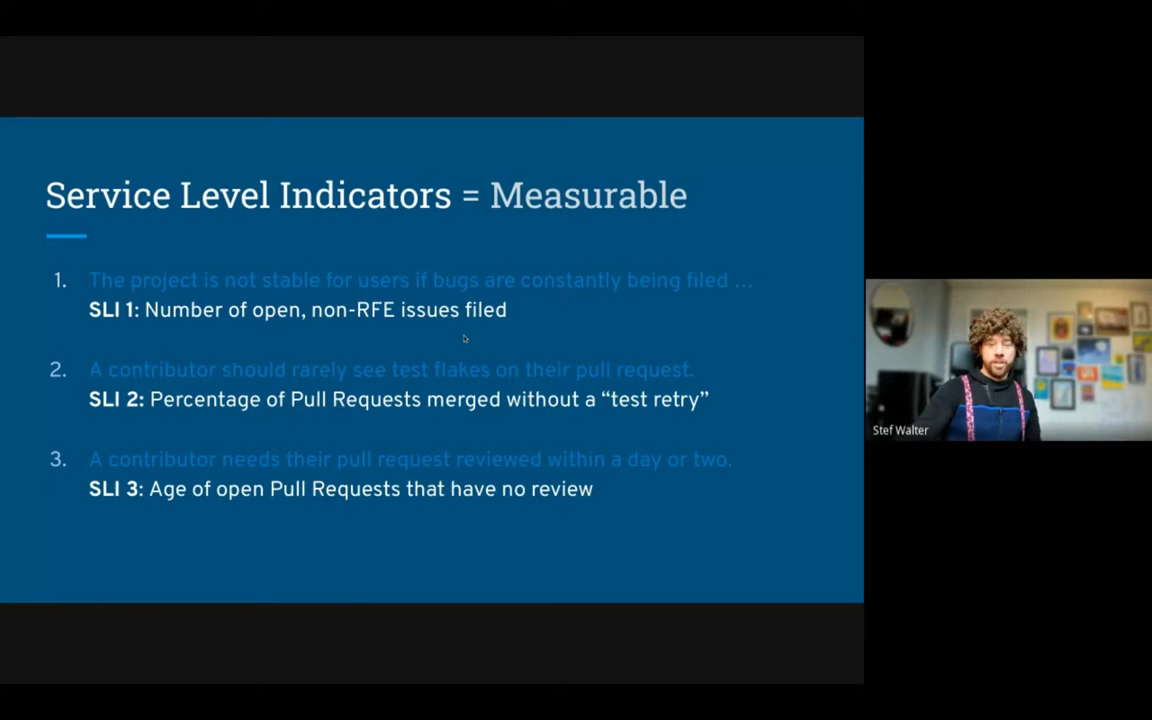 Service Level Indicators = Measurable
1. The project is not stable for users if bugs are constantly being filed …
SLI 1: Number of open, non-RFE issues filed
2. A contributor should rarely see test flakes on their pull request.
SLI 2: Percentage of Pull Requests merged without a “test retry”
3. A contributor needs their pull request reviewed within a day or two.
SLI 3: Age of open Pull Requests that have no review
Stef Walter